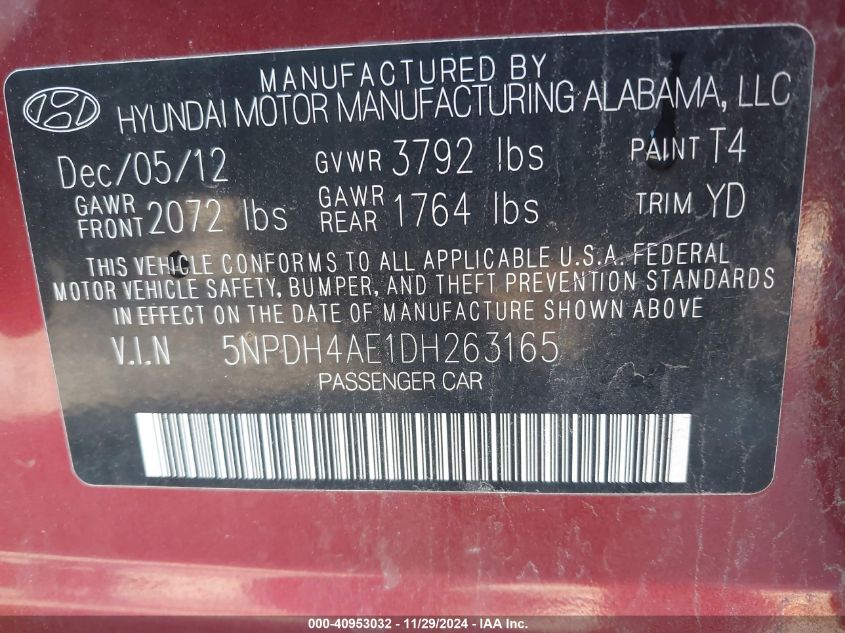 MANUFACTURED BY
HYUNDAI MOTOR MANUFACTURING ALABAMA, LLC
Dec/05/12 GVWR 3792 lbs PAINT T4
GAWR FRONT 2072 lbs GAWR REAR 1764 lbs TRIM YD
THIS VEHICLE CONFORMS TO ALL APPLICABLE U.S.A. FEDERAL
MOTOR VEHICLE SAFETY, BUMPER, AND THEFT PREVENTION STANDARDS
IN EFFECT ON THE DATE OF MANUFACTURE SHOWN ABOVE
V.I.N 5NPDH4AE1DH263165
PASSENGER CAR
000-40953032 - 11/29/2024 - IAA Inc.